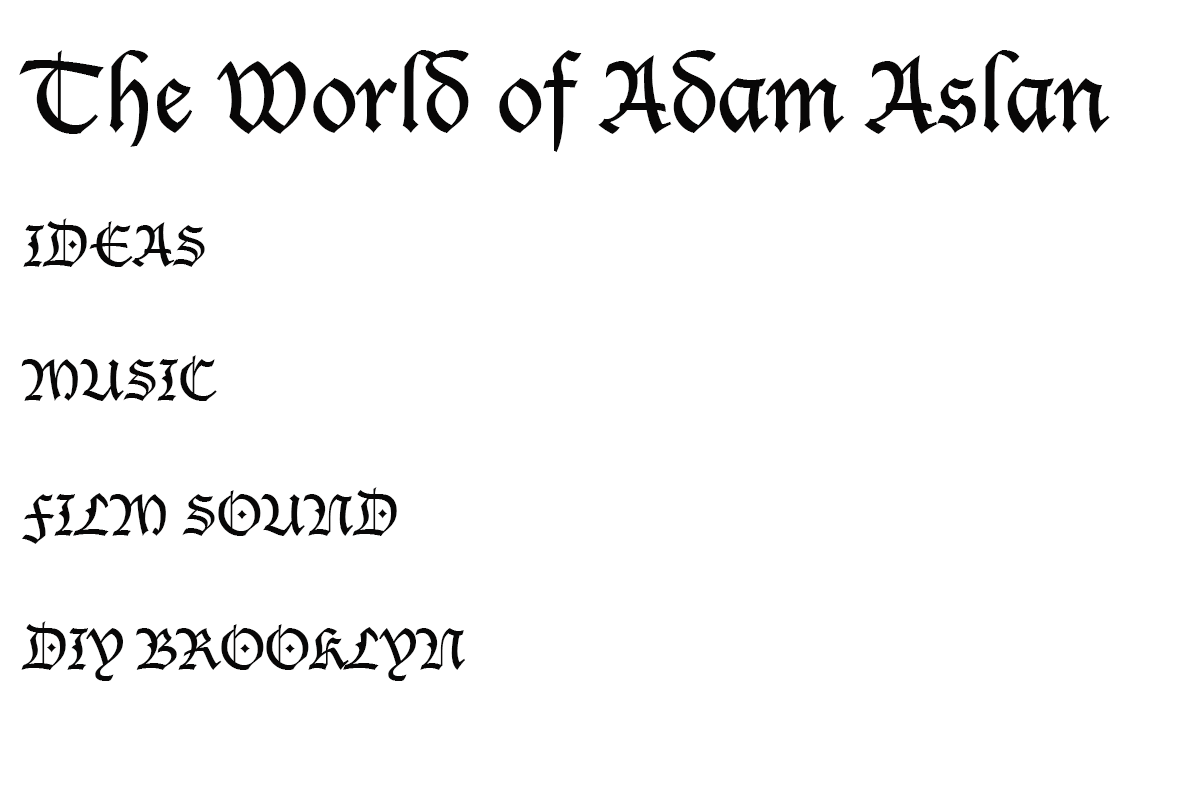 The World of Adam Aslan
IDEAS
MUSIC
FILM SOUND
DIY BROOKLYN